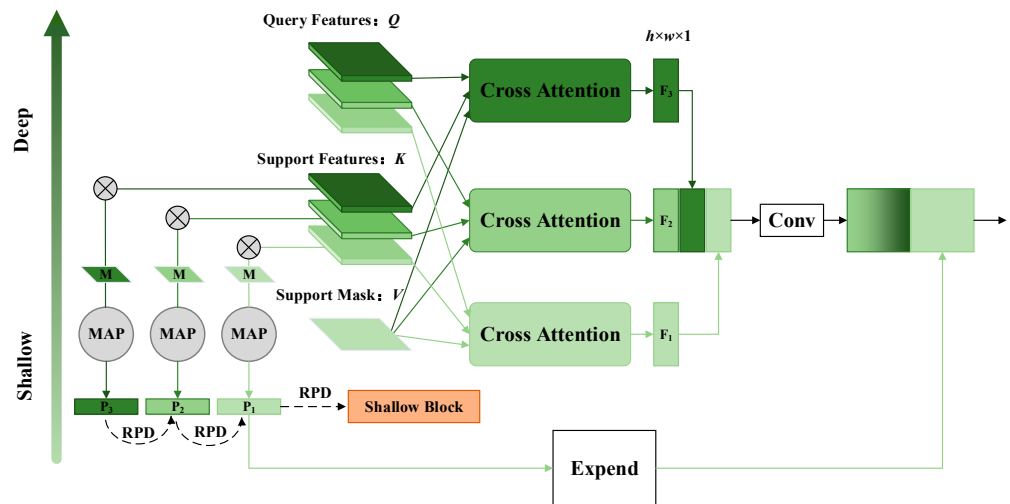 Query Features：Q
h×w×1
Deep
Cross Attention
F3
Support Features：K
Cross Attention
F2
Conv
M
M
M
Support Mask：V
MAP
MAP
MAP
Cross Attention
F1
Shallow
RPD
P3
P2
P1
Shallow Block
RPD
RPD
Expend